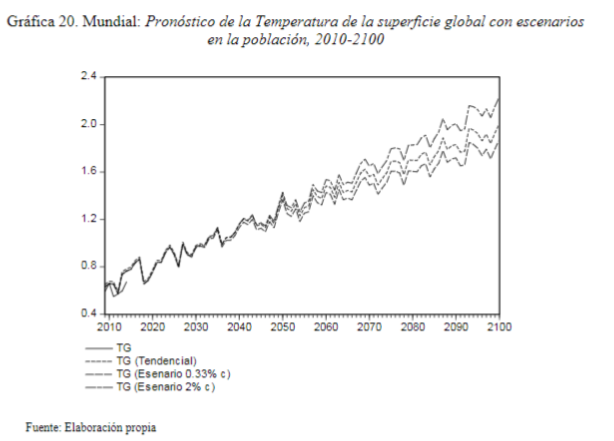 Gráfica 20. Mundial: Pronóstico de la Temperatura de la superficie global con escenarios
en la población, 2010-2100
2.4
2.0
1.6
1.2
0.8
0.4
2010 2020 2030 2040 2050 2060 2070 2080 2090 2100
TG
TG (Tendencial)
TG (Esenario 0.33% c)
TG (Esenario 2% c)
Fuente: Elaboración propia